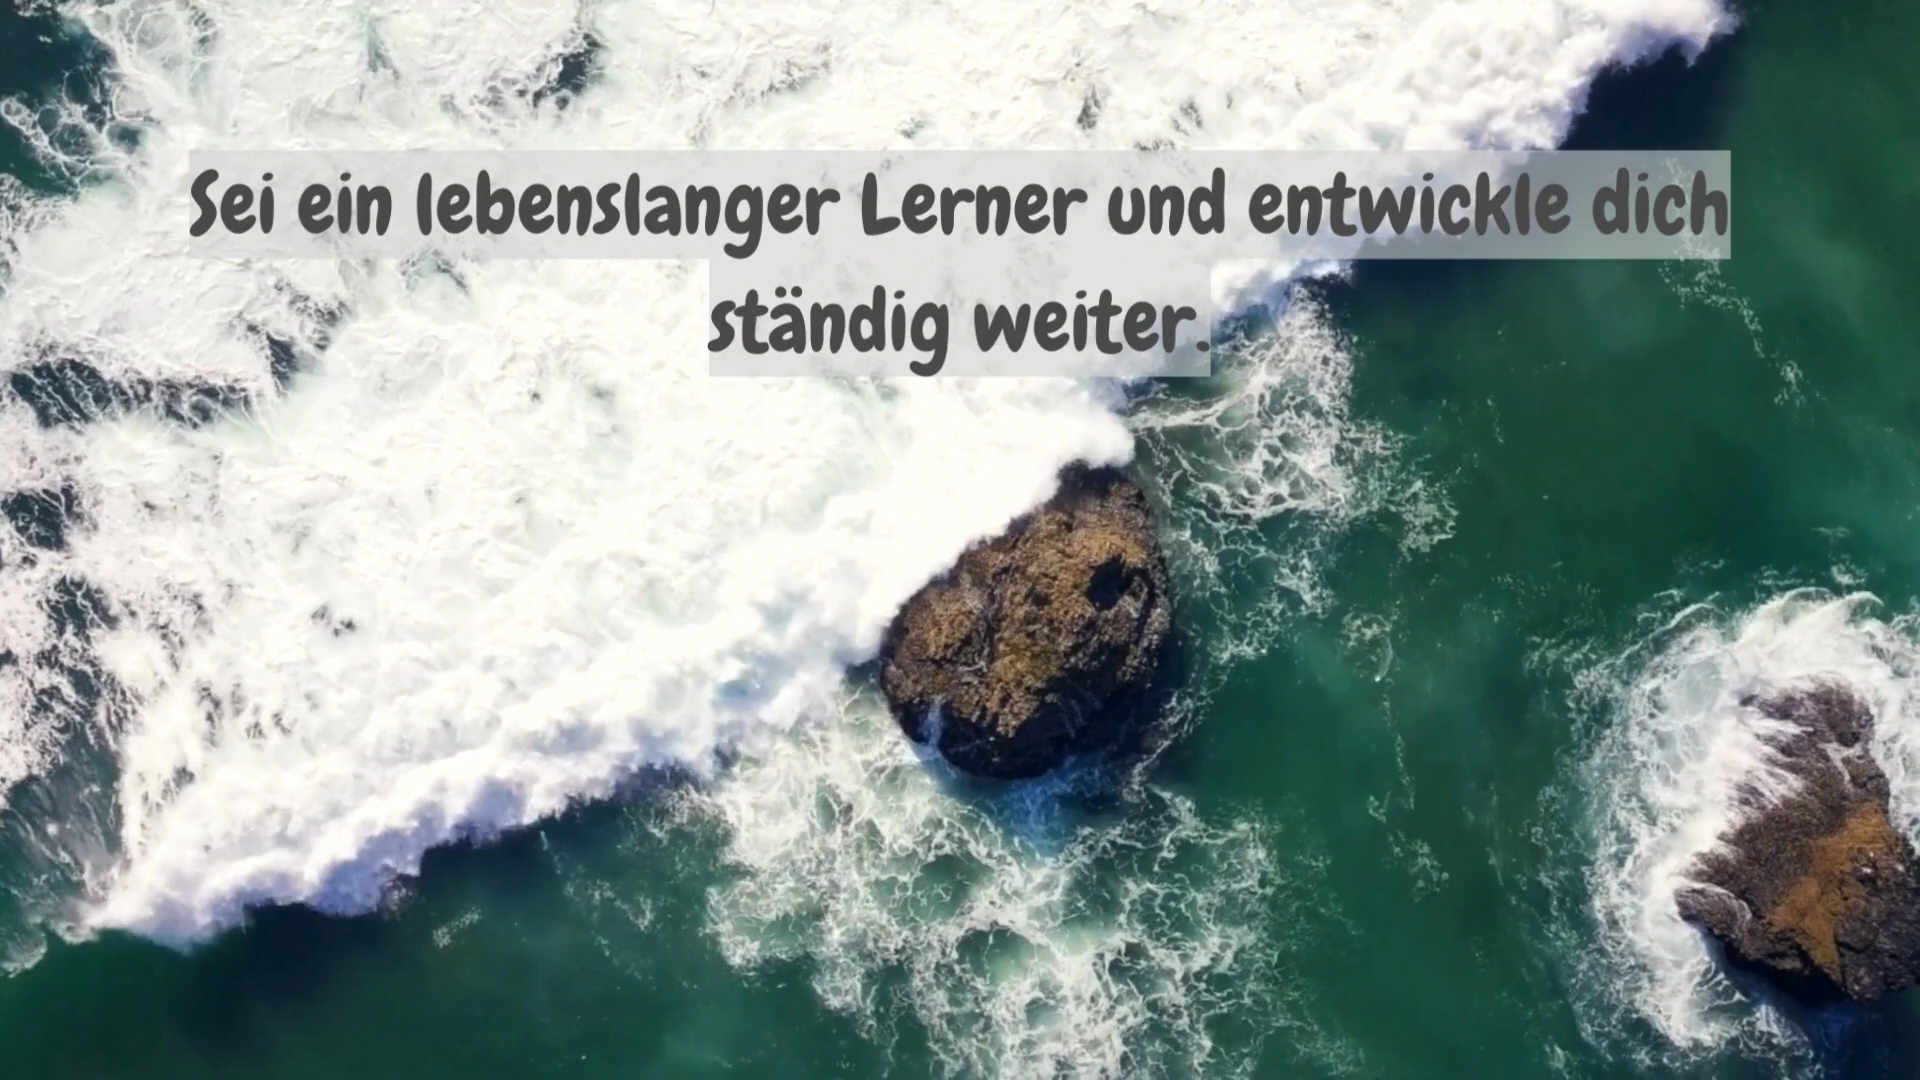 Sei ein lebenslanger Lerner und entwickle dich
ständig weiter.